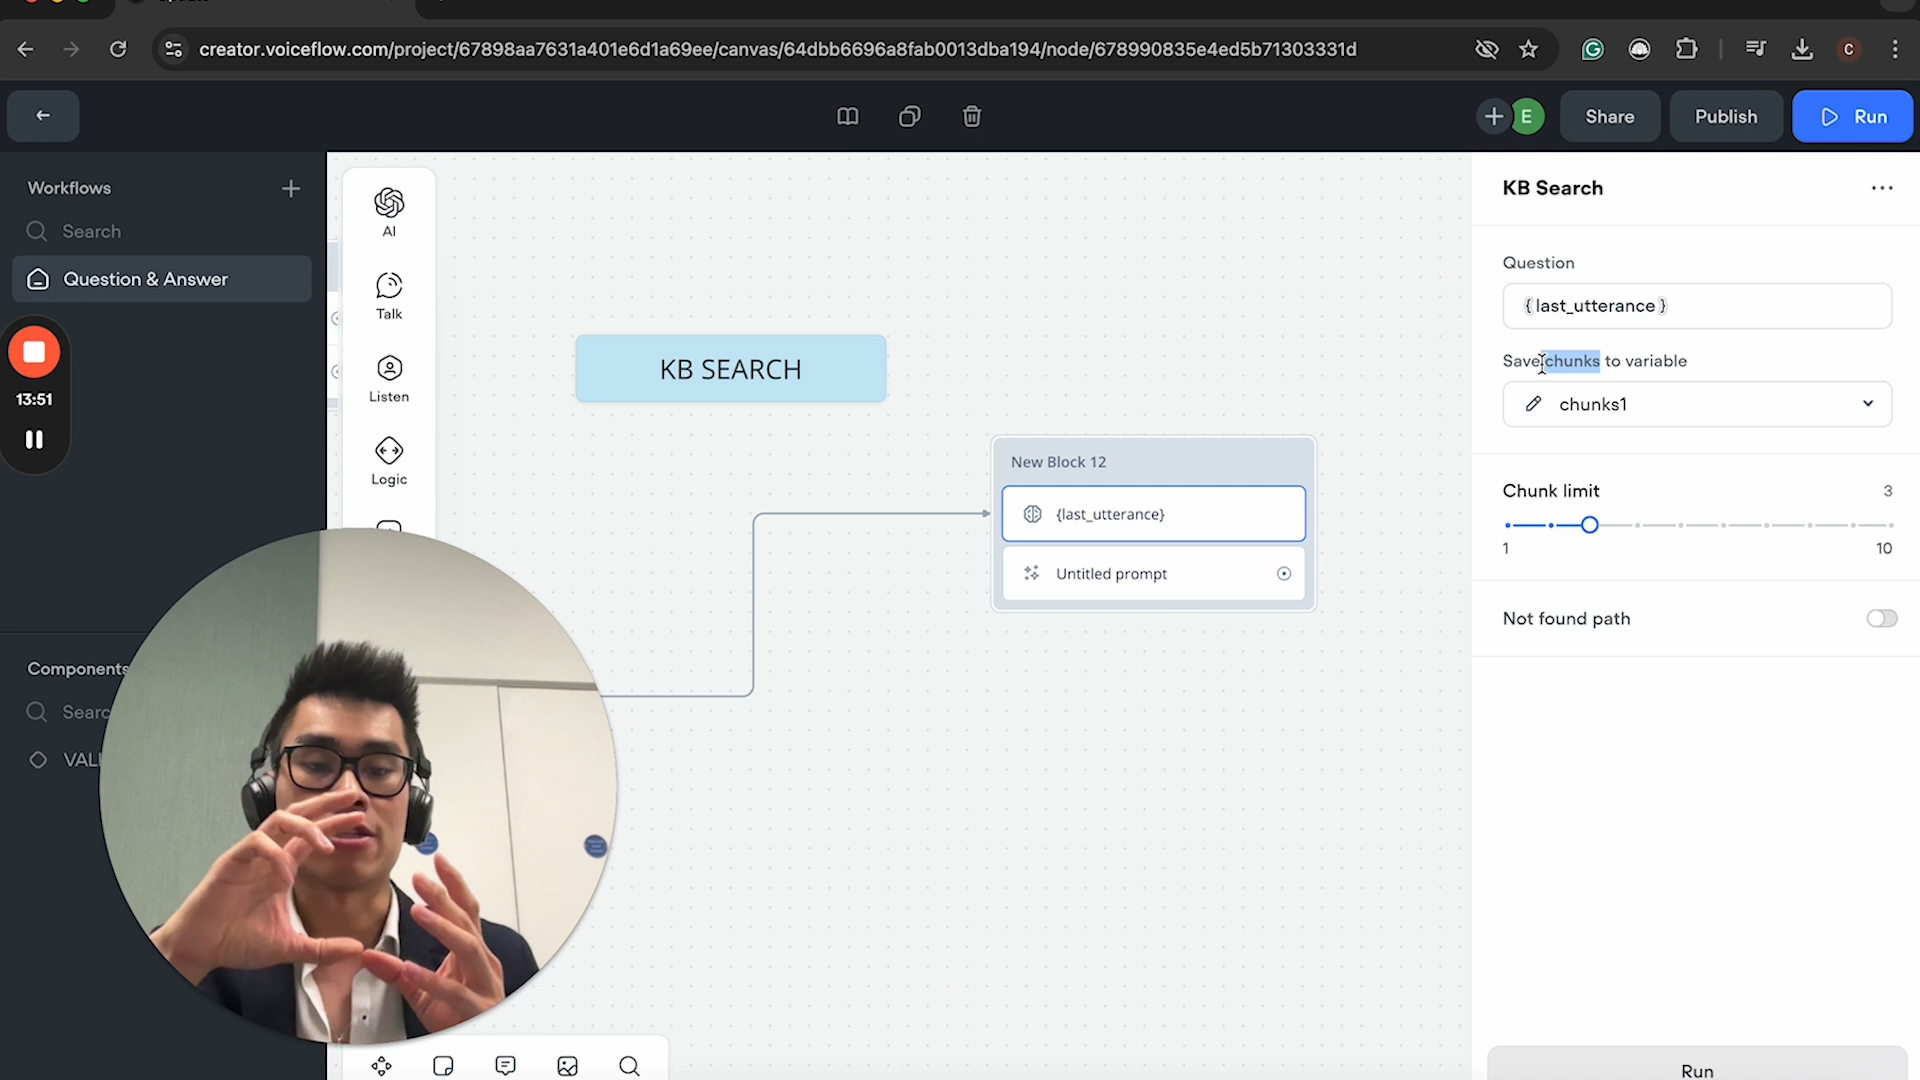 creator.voiceflow.com/project/67898aa7631a401e6d1a69ee/canvas/64dbb6696a8fab0013dba194/node/678990835e4ed5b71303331d
C
E
Share
Publish
Run
Workflows
Search
Question & Answer
13:51
Components
Searc
VALI
AI
Talk
Listen
Logic
KB SEARCH
New Block 12
{last_utterance}
Untitled prompt
KB Search
Question
{last_utterance}
Save chunks to variable
chunks1
Chunk limit
3
1
10
Not found path
Run